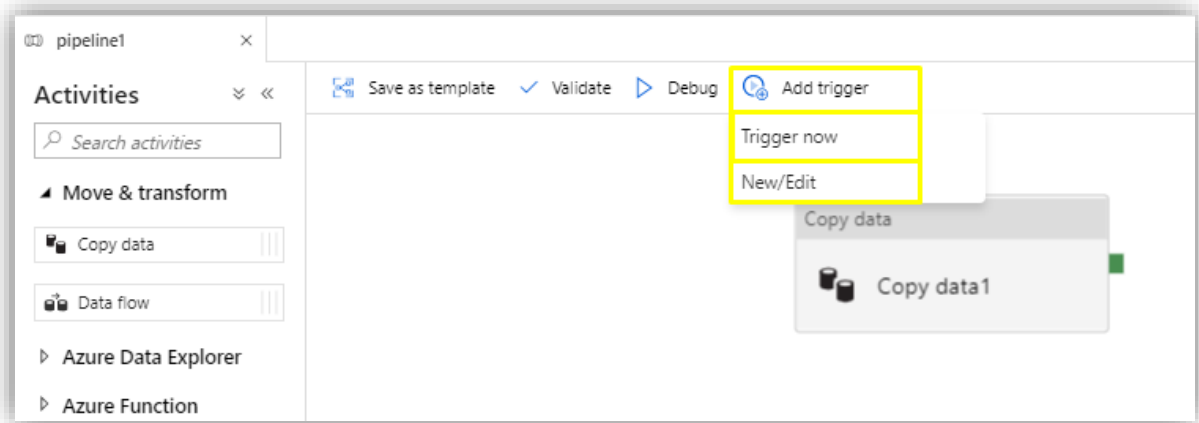 pipeline1
Activities
Search activities
Move & transform
Copy data
Data flow
Azure Data Explorer
Azure Function
Save as template Validate Debug Add trigger
Trigger now
New/Edit
Copy data
Copy data1